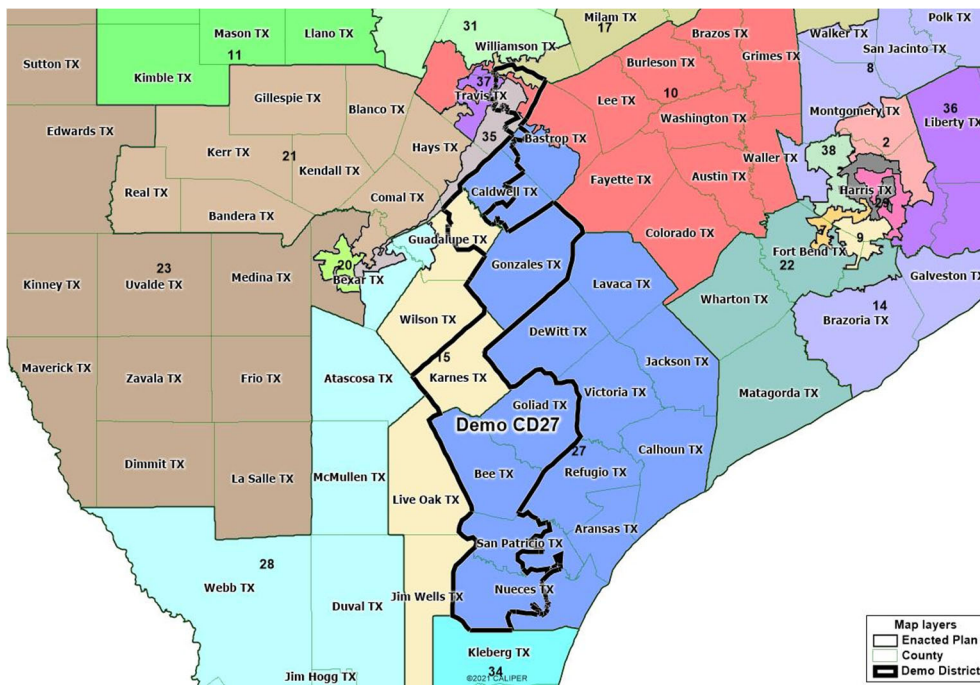 Mason TX
Llano TX
31
Milam TX
17
Brazos TX
Walker TX
Polk TX
Sutton TX
11
Williamson TX
San Jacinto TX
Kimble TX
Burleson TX
Grimes TX
8
37
Gillespie TX
Travis TX
Lee TX
10
Montgomery TX
36
Edwards TX
Blanco TX
Washington TX
Liberty TX
35
Bastrop TX
2
Kerr TX
Hays TX
38
21
Waller TX
Kendall TX
Austin TX
Harris TX
Real TX
Caldwell TX
Fayette TX
29
Comal TX
Bandera TX
Colorado TX
7
9
Guadalupe TX
Fort Bend TX
Gonzales TX
22
23
20
Galveston TX
Kinney TX
Uvalde TX
Medina TX
Bexar TX
Lavaca TX
Wharton TX
14
Wilson TX
Brazoria TX
DeWitt TX
Maverick TX
15
Jackson TX
Zavala TX
Frio TX
Atascosa TX
Karnes TX
Victoria TX
Matagorda TX
Goliad TX
Demo CD27
Calhoun TX
27
Dimmit TX
La Salle TX
McMullen TX
Bee TX
Refugio TX
Live Oak TX
Aransas TX
San Patricio TX
28
Webb TX
Nueces TX
Duval TX
Jim Wells TX
Kleberg TX
34
Jim Hogg TX
©2021 CALIPER
Map layers
Enacted Plan
County
Demo District